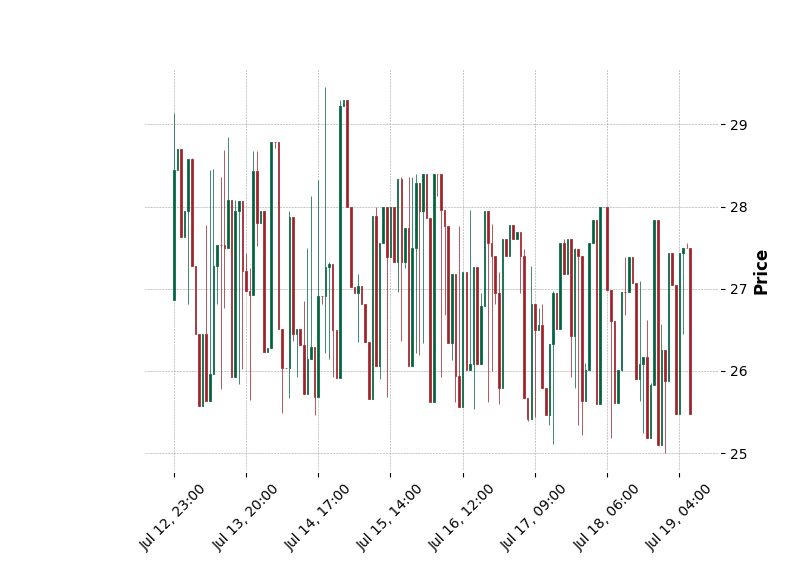 29
28
27
26
25
Price
Jul 12, 23:00
Jul 13, 20:00
Jul 14, 17:00
Jul 15, 14:00
Jul 16, 12:00
Jul 17, 09:00
Jul 18, 06:00
Jul 19, 04:00